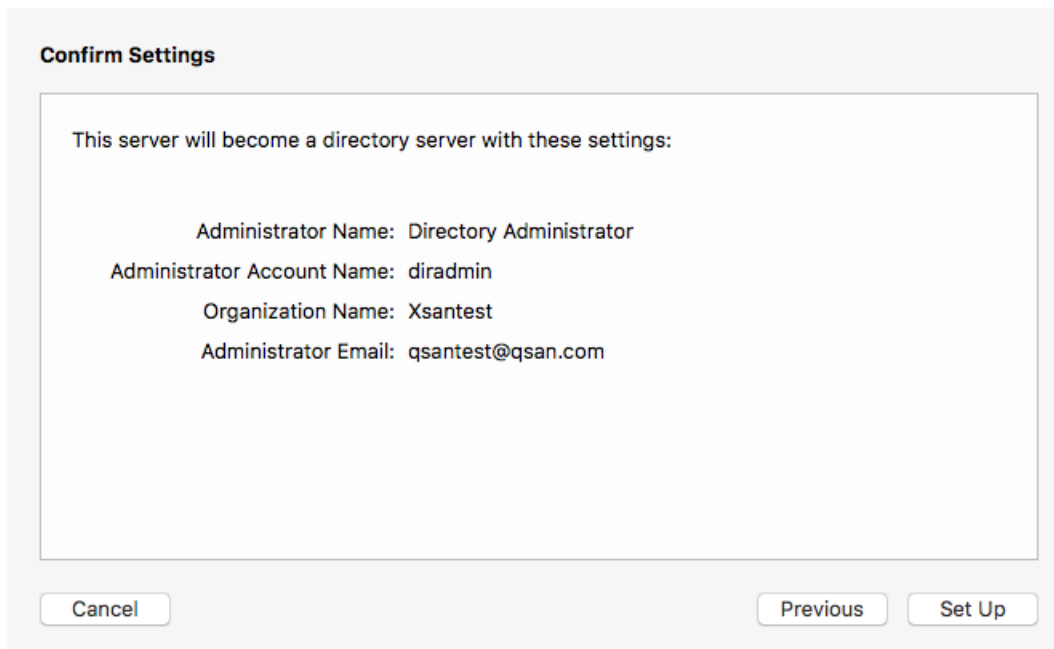 Confirm Settings
This server will become a directory server with these settings:
Administrator Name: Directory Administrator
Administrator Account Name: diradmin
Organization Name: Xsantest
Administrator Email: qsantest@qsan.com
Cancel Previous Set Up